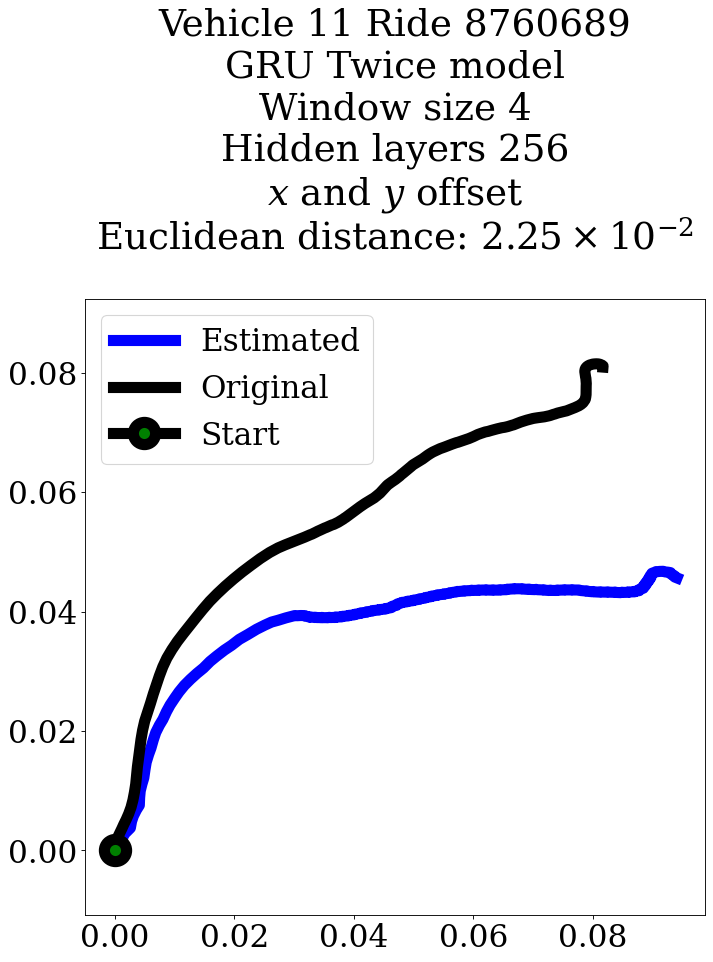 Vehicle 11 Ride 8760689
GRU Twice model
Window size 4
Hidden layers 256
x and y offset
Euclidean distance: 2.25 × 10⁻²
Estimated
Original
Start
0.08
0.06
0.04
0.02
0.00
0.00 0.02 0.04 0.06 0.08